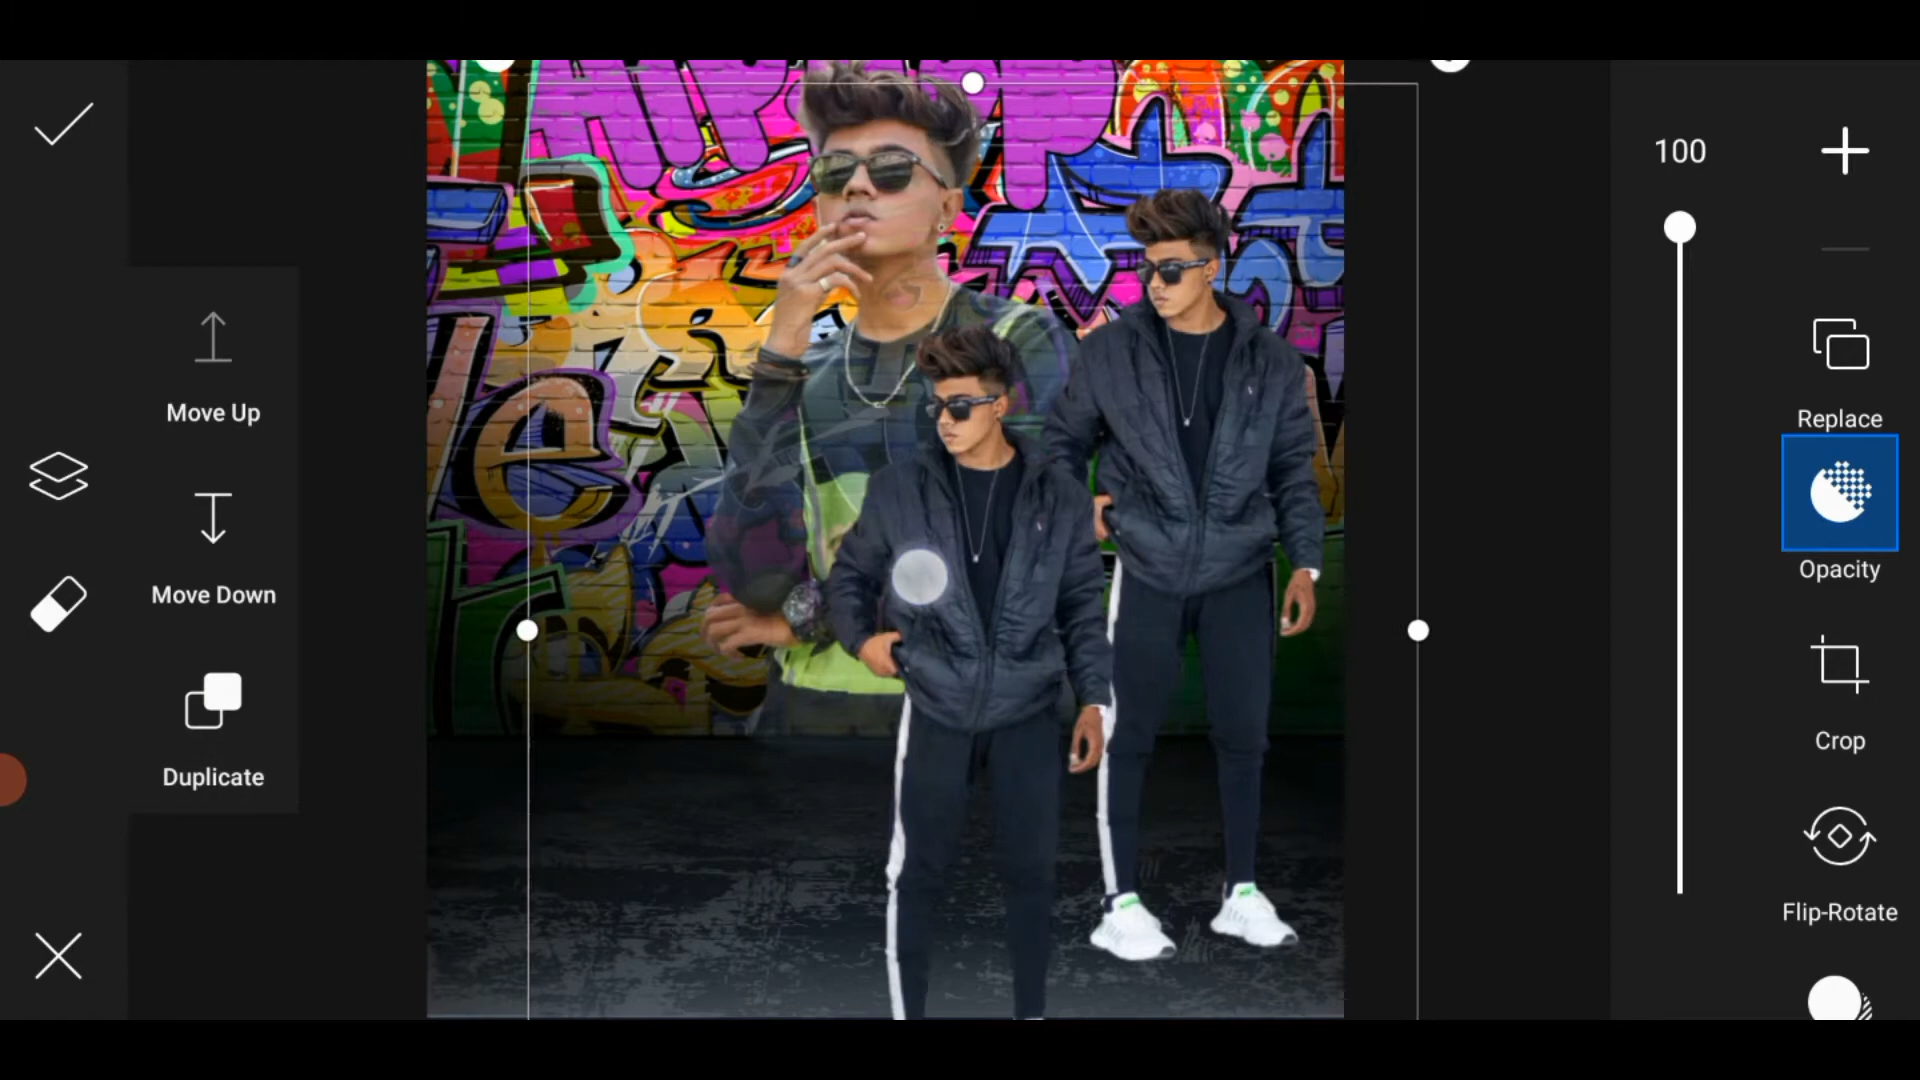 100
Move Up
Replace
Opacity
Move Down
Crop
Duplicate
Flip-Rotate